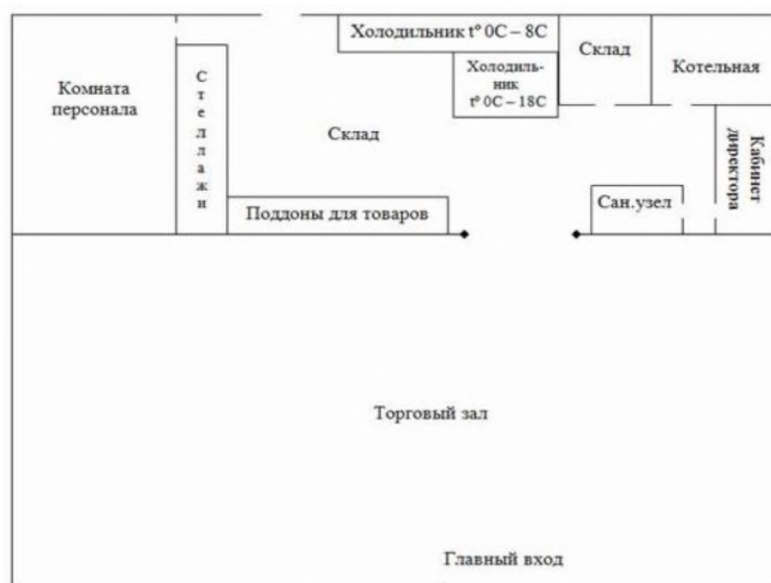 Холодильник t° 0С – 8С
Склад
Котельная
Комната
персонала
Стеллажи
Холодиль-
ник
t° 0С – 18С
Склад
Кабинет
директора
Поддоны для товаров
Сан.узел
Торговый зал
Главный вход